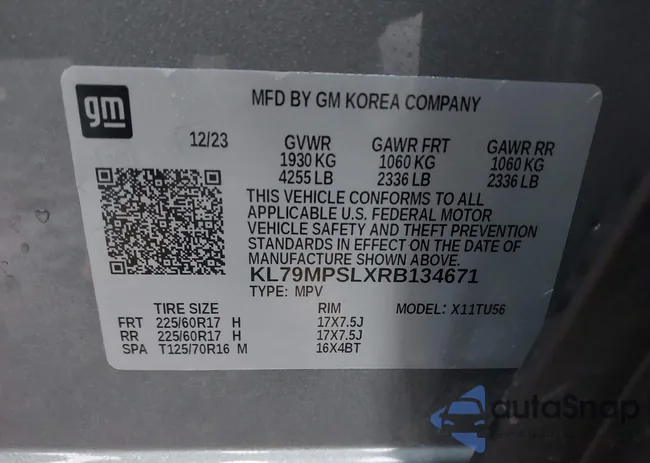 gm
MFD BY GM KOREA COMPANY
12/23
GVWR GAWR FRT GAWR RR
1930 KG 1060 KG 1060 KG
4255 LB 2336 LB 2336 LB
THIS VEHICLE CONFORMS TO ALL
APPLICABLE U.S. FEDERAL MOTOR
VEHICLE SAFETY AND THEFT PREVENTION
STANDARDS IN EFFECT ON THE DATE OF
MANUFACTURE SHOWN ABOVE.
KL79MPSLXRB134671
TYPE: MPV
TIRE SIZE RIM MODEL: X11TU56
FRT 225/60R17 H 17X7.5J
RR 225/60R17 H 17X7.5J
SPA T125/70R16 M 16X4BT
autoSnap